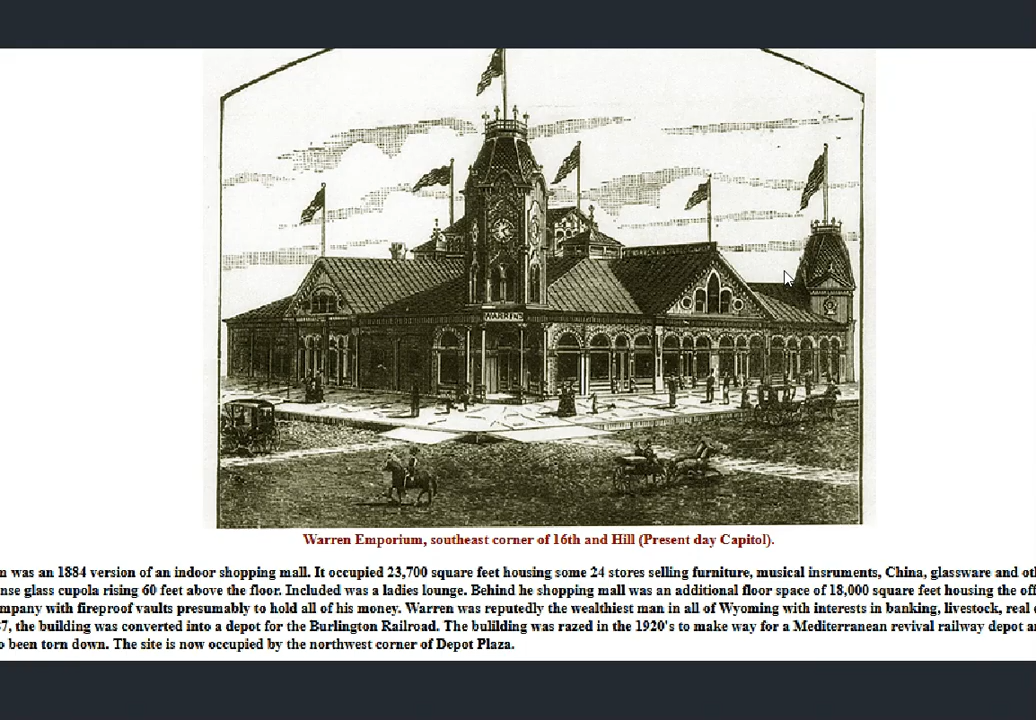 WARRENS
Warren Emporium, southeast corner of 16th and Hill (Present day Capitol).
was an 1884 version of an indoor shopping mall. It occupied 23,700 square feet housing some 24 stores selling furniture, musical insruments, China, glassware and
glass cupola rising 60 feet above the floor. Included was a ladies lounge. Behind he shopping mall was an additional floor space of 18,000 square feet housing the
with fireproof vaults presumably to hold all of his money. Warren was reputedly the wealthiest man in all of Wyoming with interests in banking, livestock, real
the building was converted into a depot for the Burlington Railroad. The bulilding was razed in the 1920's to make way for a Mediterranean revival railway depot
been torn down. The site is now occupied by the northwest corner of Depot Plaza.